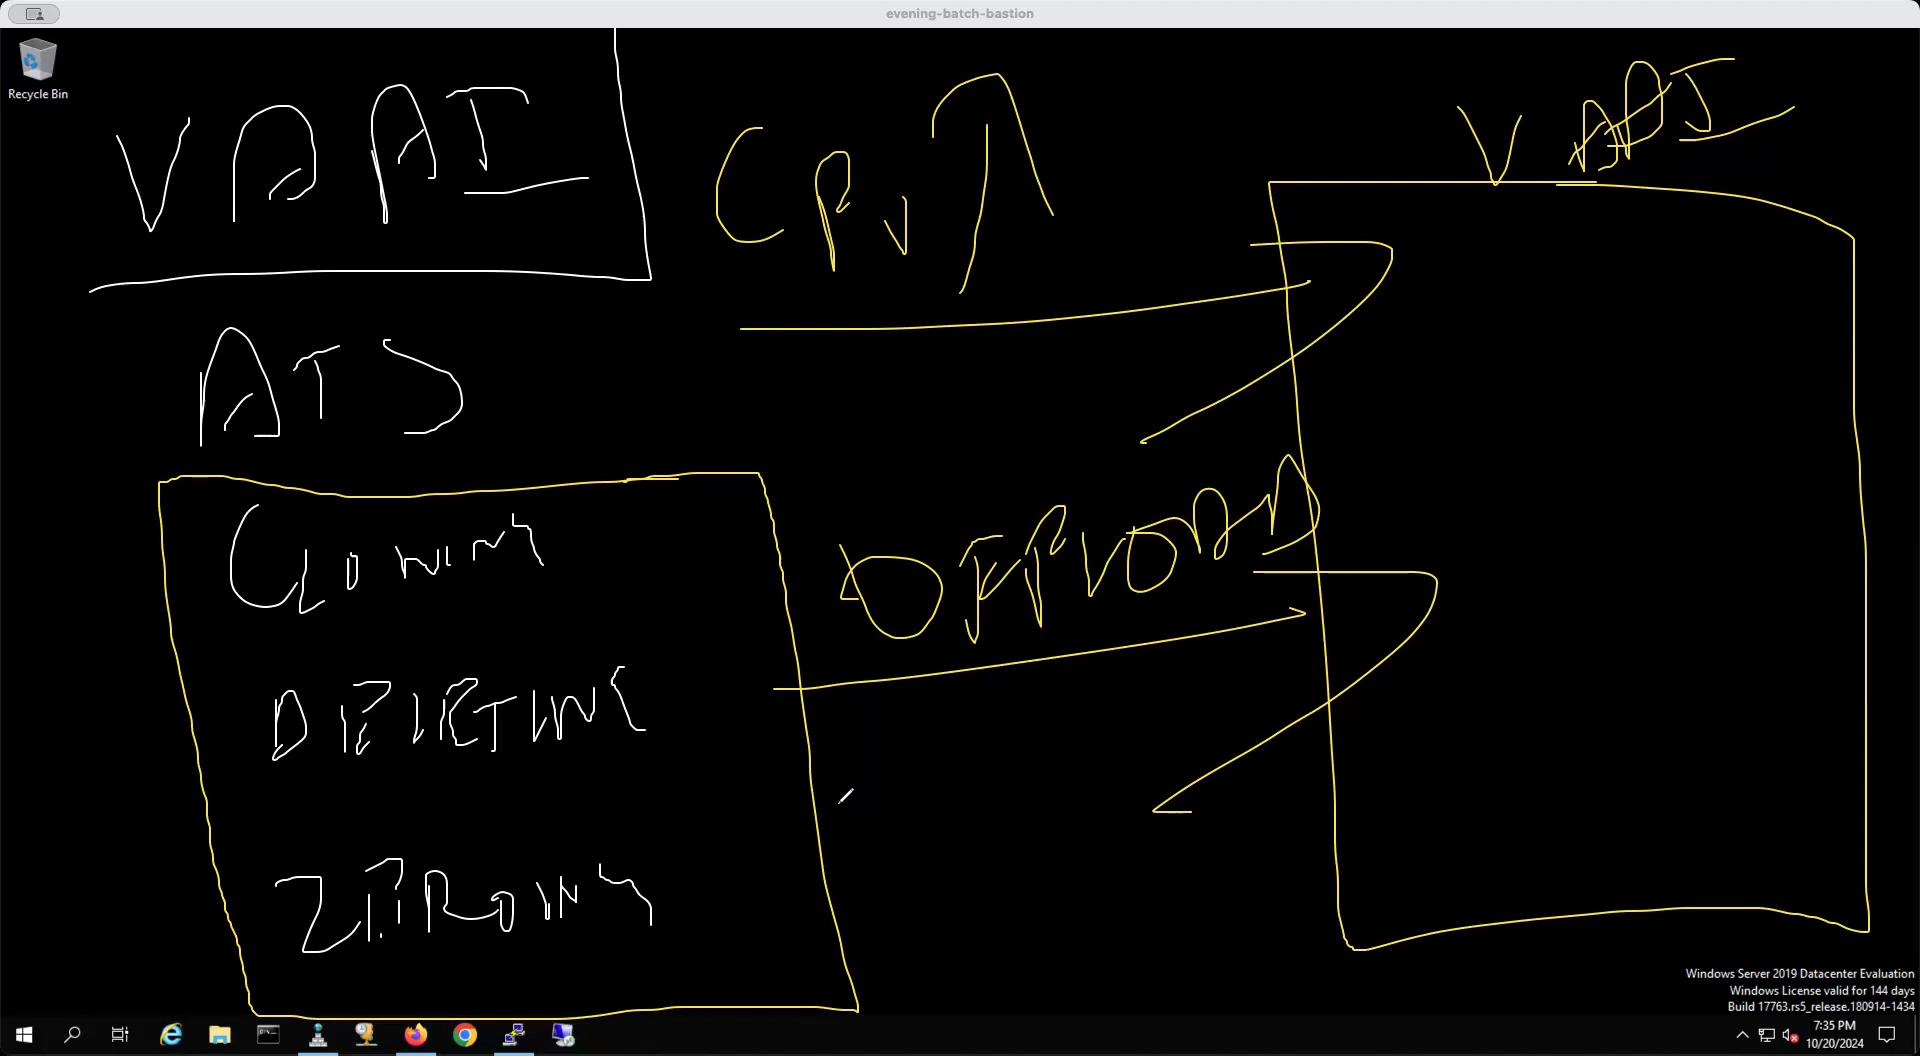 evening-batch-bastion
Recycle Bin
VAAI
CPU
VAAI
ATS
CLONING
OFFLOAD
DELETING
ZEROING
Windows Server 2019 Datacenter Evaluation
Windows License valid for 144 days
Build 17763.rs5_release.180914-1434
7:35 PM
10/20/2024